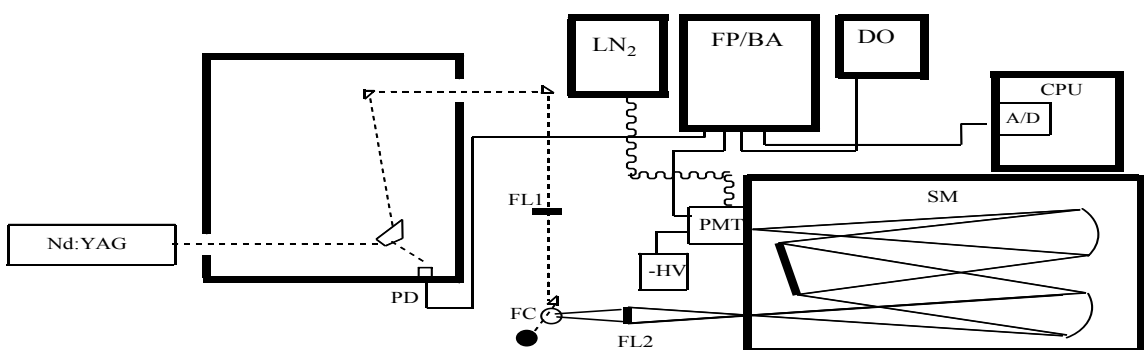 LN₂
FP/BA
DO
CPU
A/D
FL1
SM
PMT
Nd:YAG
-HV
PD
FC
FL2